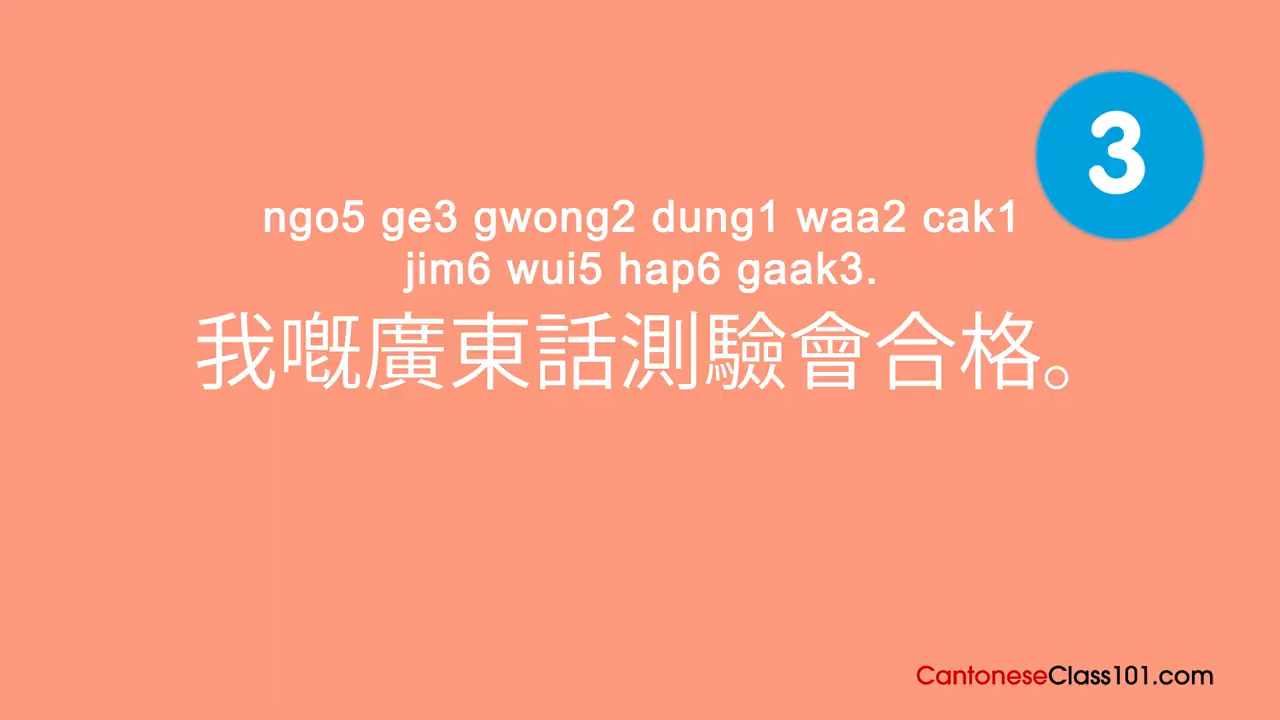 3
ngo5 ge3 gwong2 dung1 waa2 cak1
jim6 wui5 hap6 gaak3.
我嘅廣東話測驗會合格。
CantoneseClass101.com